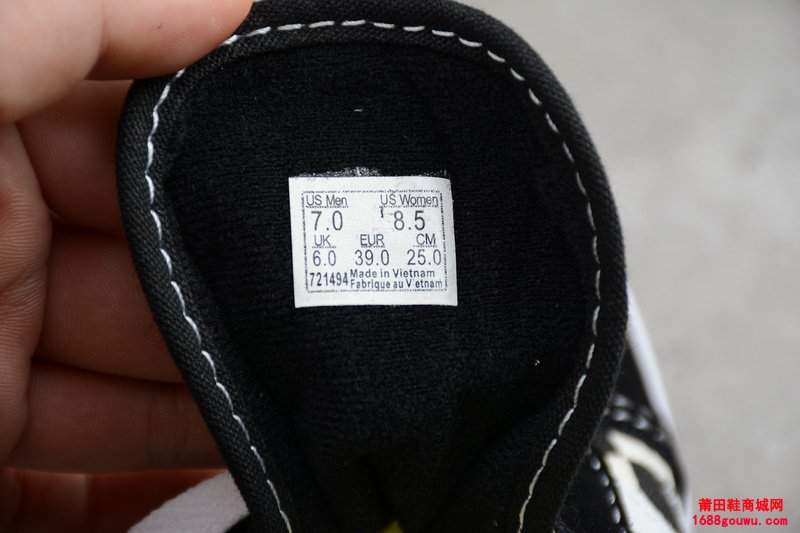 US Men US Women
7.0 8.5
UK EUR CM
6.0 39.0 25.0
721494 Made in Vietnam
Fabrique au V etnam
莆田鞋商城网
1688gouwu.com